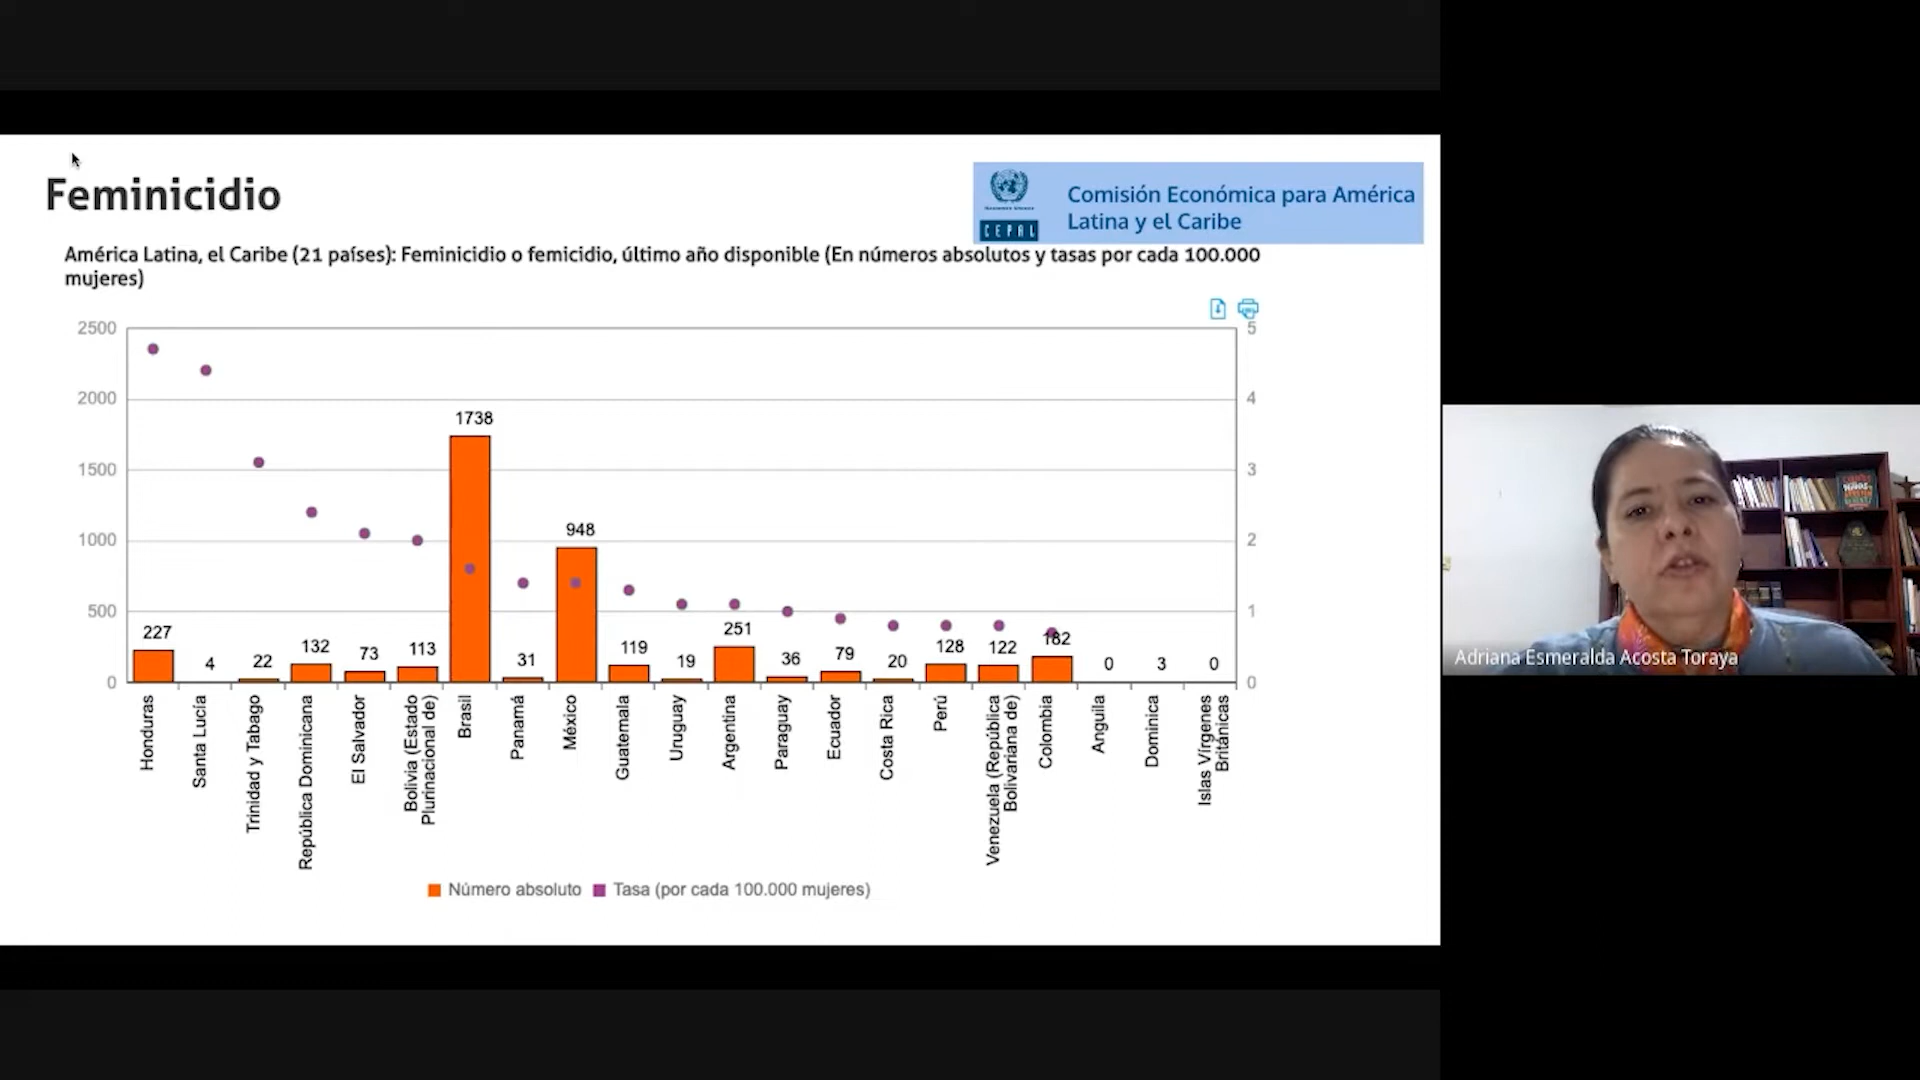 Feminicidio
CEPAL
Comisión Económica para América
Latina y el Caribe
América Latina, el Caribe (21 países): Feminicidio o femicidio, último año disponible (En números absolutos y tasas por cada 100.000
mujeres)
2500
2000
1500
1000
500
0
5
4
3
2
1
0
227
4
22
132
73
113
1738
31
948
119
19
251
36
79
20
128
122
182
0
3
0
Honduras
Santa Lucía
Trinidad y Tabago
República Dominicana
El Salvador
Bolivia (Estado
Plurinacional de)
Brasil
Panamá
México
Guatemala
Uruguay
Argentina
Paraguay
Ecuador
Costa Rica
Perú
Venezuela (República
Bolivariana de)
Colombia
Anguila
Dominica
Islas Vírgenes
Británicas
Número absoluto
Tasa (por cada 100.000 mujeres)
Adriana Esmeralda Acosta Toraya